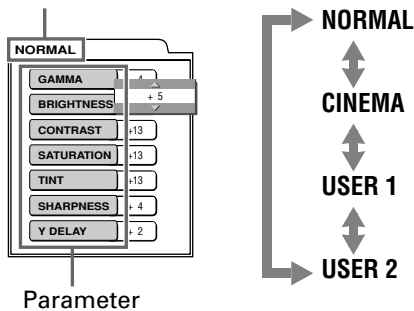 NORMAL
GAMMA - 4
+ 5
BRIGHTNESS
CONTRAST +13
SATURATION +13
TINT +13
SHARPNESS + 4
Y DELAY + 2
Parameter
NORMAL
CINEMA
USER 1
USER 2